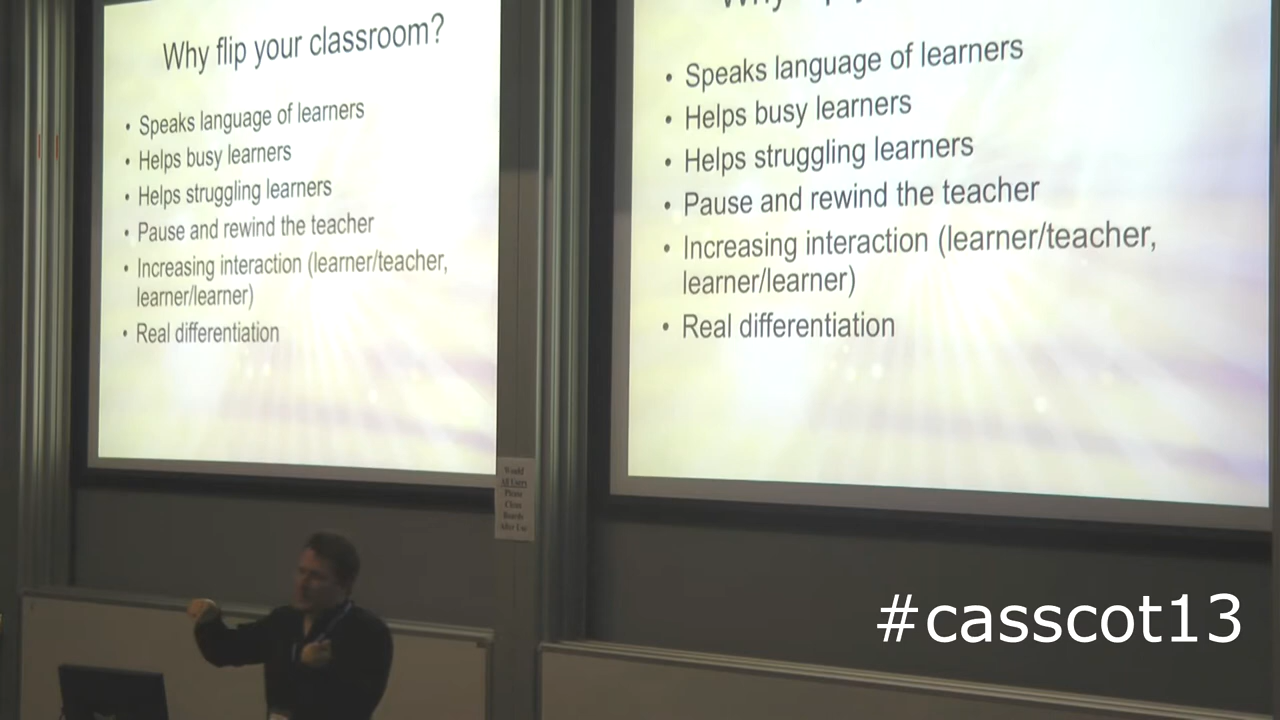 Why flip your classroom?
• Speaks language of learners
• Helps busy learners
• Helps struggling learners
• Pause and rewind the teacher
• Increasing interaction (learner/teacher,
learner/learner)
• Real differentiation
• Speaks language of learners
• Helps busy learners
• Helps struggling learners
• Pause and rewind the teacher
• Increasing interaction (learner/teacher,
learner/learner)
• Real differentiation
Would
All Users
Please
Clean
Boards
After Use
#casscot13